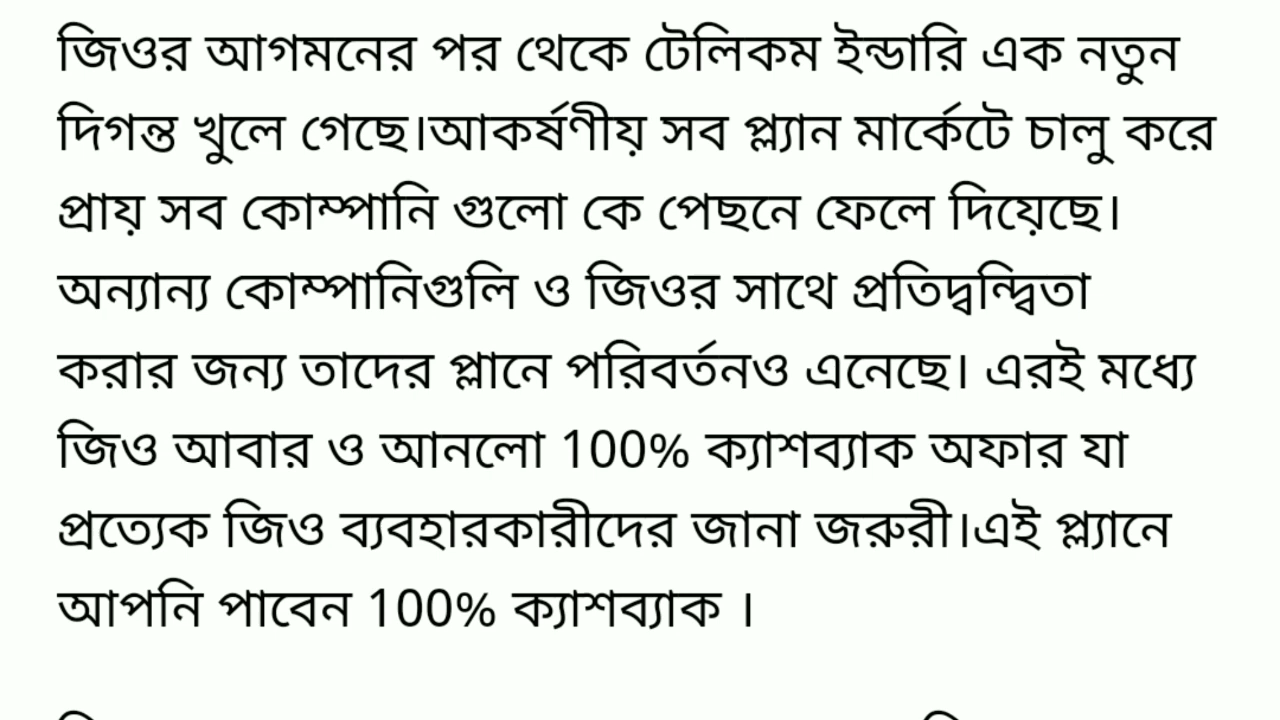 জিওর আগমনের পর থেকে টেলিকম ইন্ডারি এক নতুন
দিগন্ত খুলে গেছে।আকর্ষণীয় সব প্ল্যান মার্কেটে চালু করে
প্রায় সব কোম্পানি গুলো কে পেছনে ফেলে দিয়েছে।
অন্যান্য কোম্পানিগুলি ও জিওর সাথে প্রতিদ্বন্দ্বিতা
করার জন্য তাদের প্লানে পরিবর্তনও এনেছে। এরই মধ্যে
জিও আবার ও আনলো 100% ক্যাশব্যাক অফার যা
প্রত্যেক জিও ব্যবহারকারীদের জানা জরুরী।এই প্ল্যানে
আপনি পাবেন 100% ক্যাশব্যাক ।